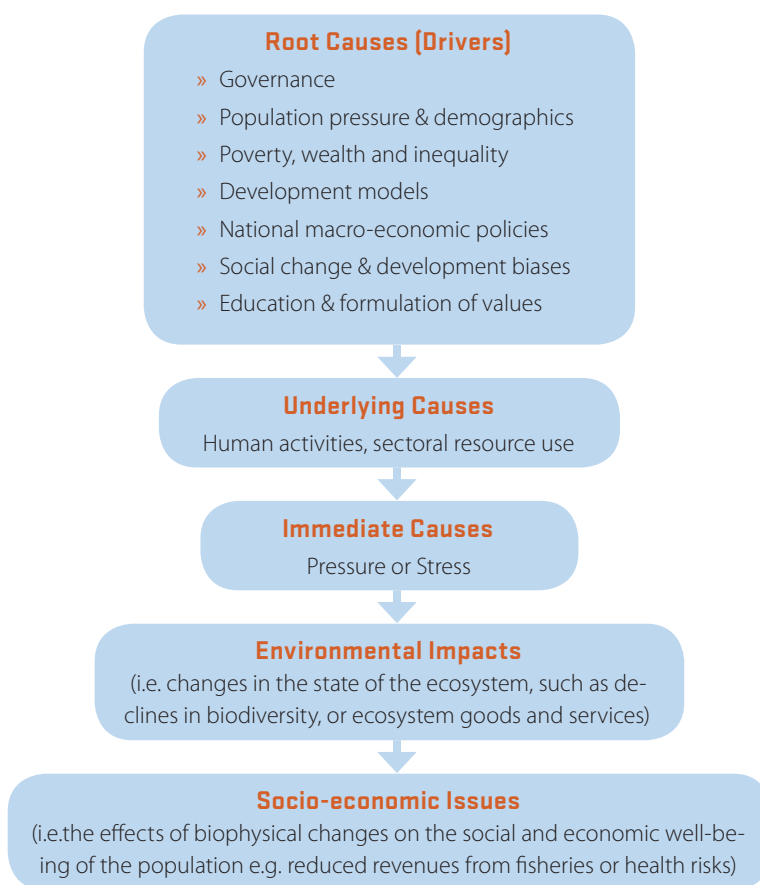 Root Causes (Drivers)
» Governance
» Population pressure & demographics
» Poverty, wealth and inequality
» Development models
» National macro-economic policies
» Social change & development biases
» Education & formulation of values
Underlying Causes
Human activities, sectoral resource use
Immediate Causes
Pressure or Stress
Environmental Impacts
(i.e. changes in the state of the ecosystem, such as de-
clines in biodiversity, or ecosystem goods and services)
Socio-economic Issues
(i.e.the effects of biophysical changes on the social and economic well-be-
ing of the population e.g. reduced revenues from fisheries or health risks)